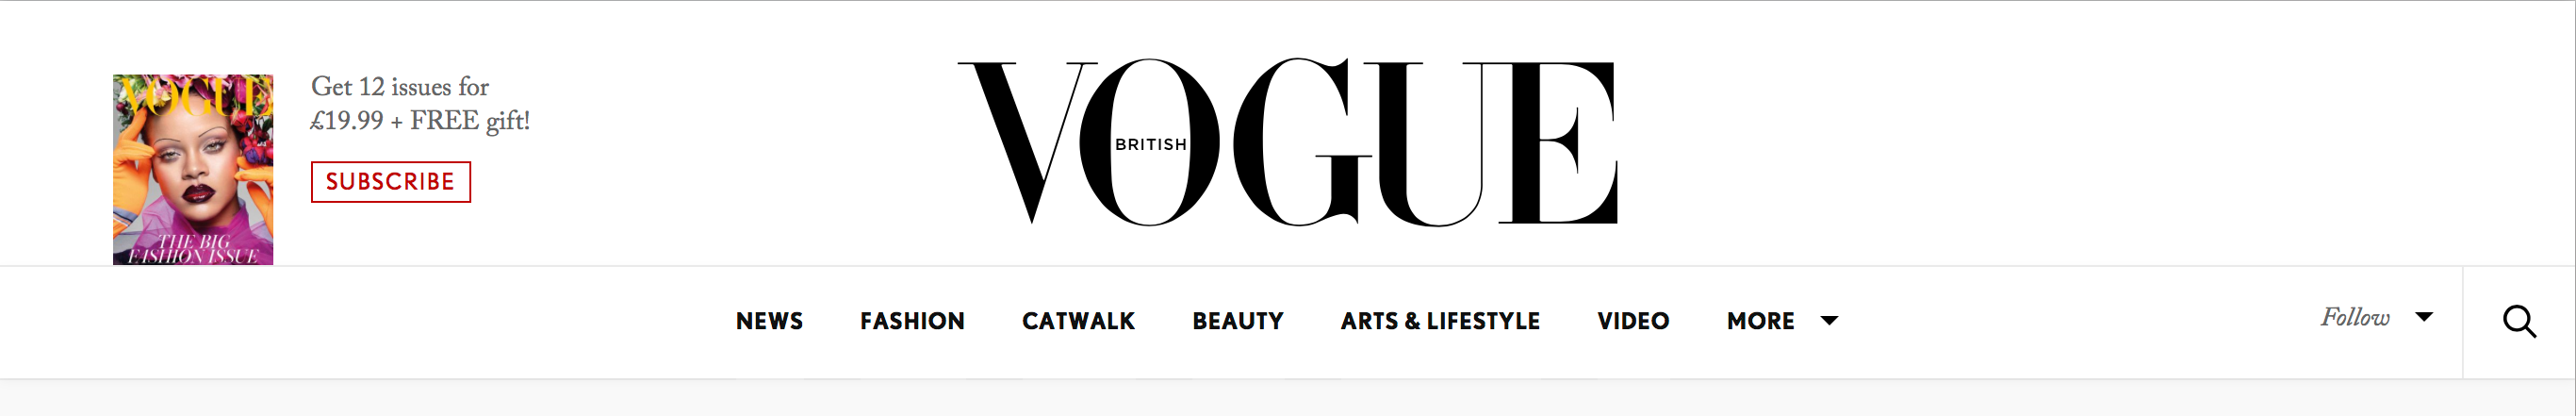 VOGUE
THE BIG
FASHION ISSUE
Get 12 issues for
£19.99 + FREE gift!
SUBSCRIBE
VOGUE
BRITISH
NEWS FASHION CATWALK BEAUTY ARTS & LIFESTYLE VIDEO MORE Follow